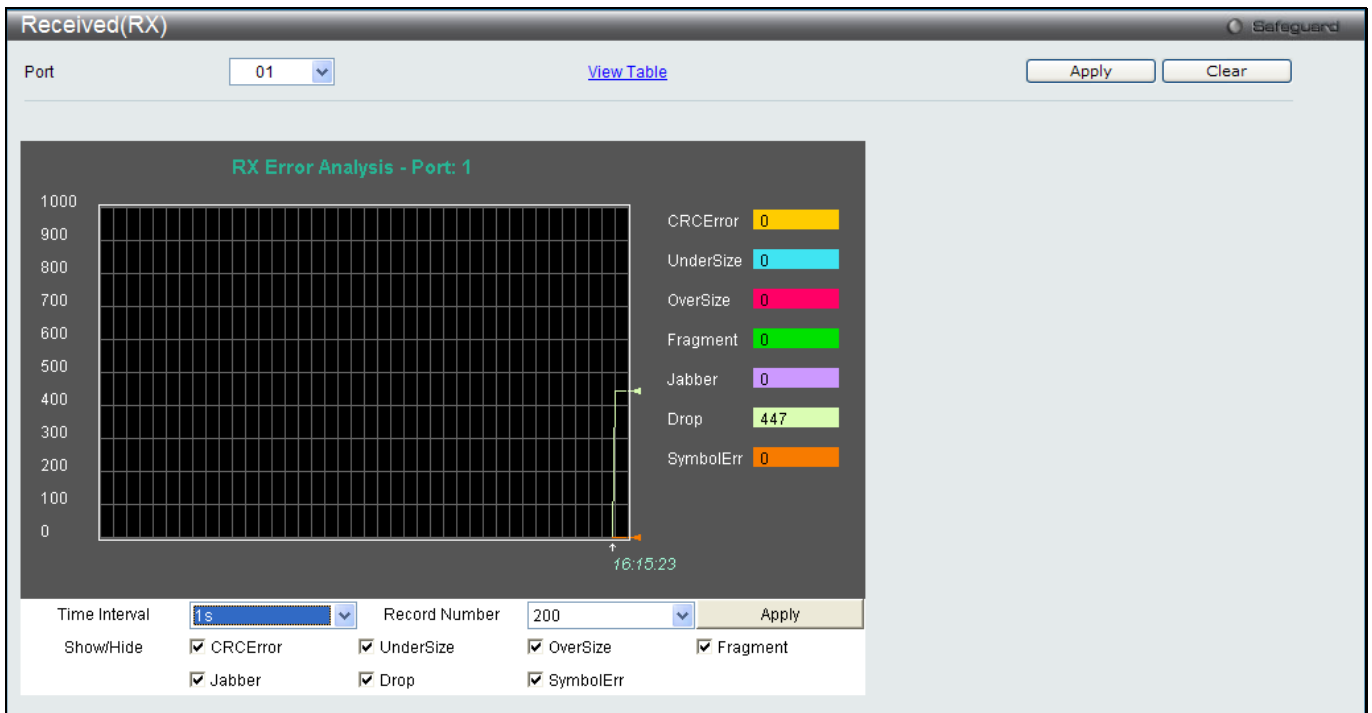 Received(RX)
Safeguard
Port 01 View Table Apply Clear
RX Error Analysis - Port: 1
1000
900
800
700
600
500
400
300
200
100
0
CRCError 0
UnderSize 0
OverSize 0
Fragment 0
Jabber 0
Drop 447
SymbolErr 0
16:15:23
Time Interval 1s Record Number 200 Apply
Show/Hide CRCError UnderSize OverSize Fragment
Jabber Drop SymbolErr